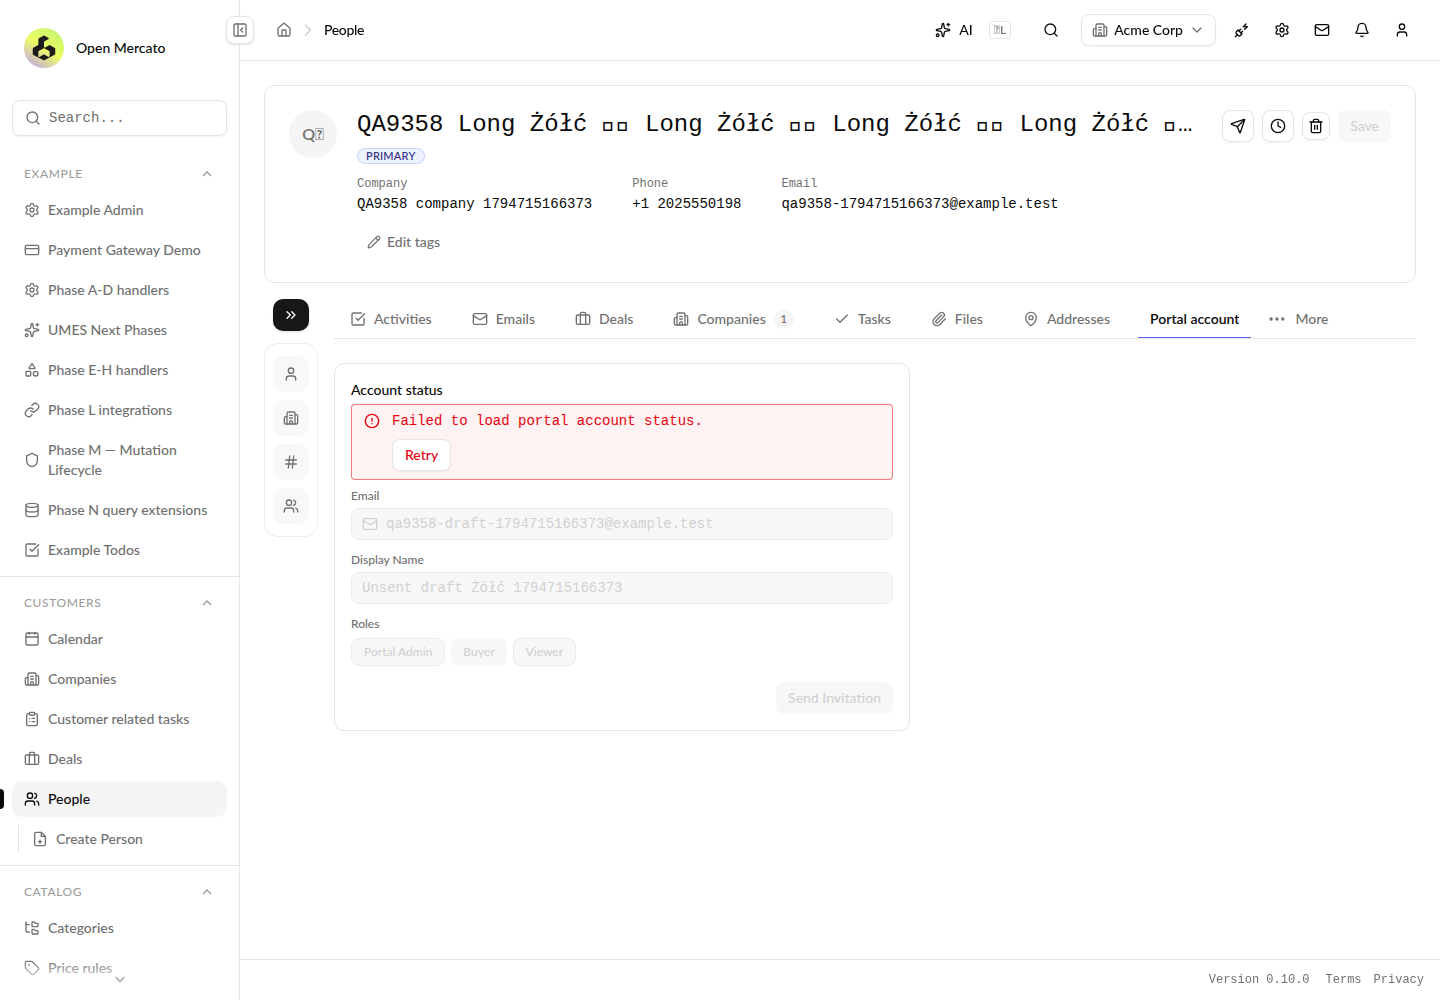 Open Mercato
Search...
EXAMPLE
Example Admin
Payment Gateway Demo
Phase A-D handlers
UMES Next Phases
Phase E-H handlers
Phase L integrations
Phase M — Mutation
Lifecycle
Phase N query extensions
Example Todos
CUSTOMERS
Calendar
Companies
Customer related tasks
Deals
People
Create Person
CATALOG
Categories
Price rules
People
AI
L
Acme Corp
Q
QA9358 Long Żółć Long Żółć Long Żółć Long Żółć …
Save
PRIMARY
Company Phone Email
QA9358 company 1794715166373 +1 2025550198 qa9358-1794715166373@example.test
Edit tags
Activities Emails Deals Companies 1 Tasks Files Addresses Portal account More
Account status
Failed to load portal account status.
Retry
Email
qa9358-draft-1794715166373@example.test
Display Name
Unsent draft Żółć 1794715166373
Roles
Portal Admin Buyer Viewer
Send Invitation
Version 0.10.0 Terms Privacy